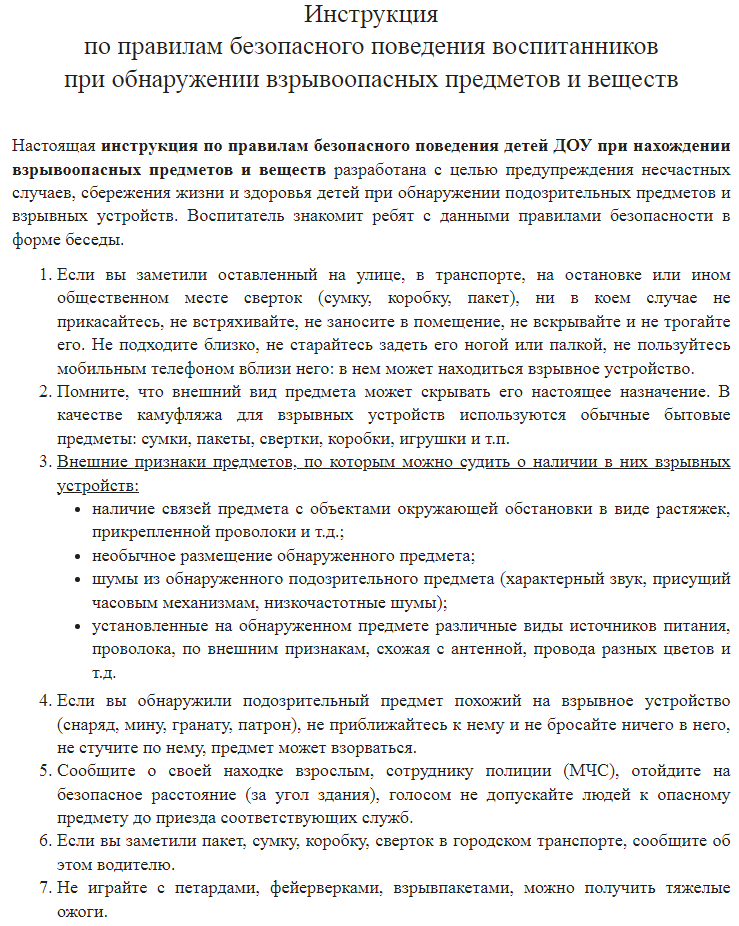 Инструкция
по правилам безопасного поведения воспитанников
при обнаружении взрывоопасных предметов и веществ
Настоящая инструкция по правилам безопасного поведения детей ДОУ при нахождении
взрывоопасных предметов и веществ разработана с целью предупреждения несчастных
случаев, сбережения жизни и здоровья детей при обнаружении подозрительных предметов и
взрывных устройств. Воспитатель знакомит ребят с данными правилами безопасности в
форме беседы.
1. Если вы заметили оставленный на улице, в транспорте, на остановке или ином
общественном месте сверток (сумку, коробку, пакет), ни в коем случае не
прикасайтесь, не встряхивайте, не заносите в помещение, не вскрывайте и не трогайте
его. Не подходите близко, не старайтесь задеть его ногой или палкой, не пользуйтесь
мобильным телефоном вблизи него: в нем может находиться взрывное устройство.
2. Помните, что внешний вид предмета может скрывать его настоящее назначение. В
качестве камуфляжа для взрывных устройств используются обычные бытовые
предметы: сумки, пакеты, свертки, коробки, игрушки и т.п.
3. Внешние признаки предметов, по которым можно судить о наличии в них взрывных
устройств:
• наличие связей предмета с объектами окружающей обстановки в виде растяжек,
прикрепленной проволоки и т.д.;
• необычное размещение обнаруженного предмета;
• шумы из обнаруженного подозрительного предмета (характерный звук, присущий
часовым механизмам, низкочастотные шумы);
• установленные на обнаруженном предмете различные виды источников питания,
проволока, по внешним признакам, схожая с антенной, провода разных цветов и
т.д.
4. Если вы обнаружили подозрительный предмет похожий на взрывное устройство
(снаряд, мину, гранату, патрон), не приближайтесь к нему и не бросайте ничего в него,
не стучите по нему, предмет может взорваться.
5. Сообщите о своей находке взрослым, сотруднику полиции (МЧС), отойдите на
безопасное расстояние (за угол здания), голосом не допускайте людей к опасному
предмету до приезда соответствующих служб.
6. Если вы заметили пакет, сумку, коробку, сверток в городском транспорте, сообщите об
этом водителю.
7. Не играйте с петардами, фейерверками, взрывпакетами, можно получить тяжелые
ожоги.